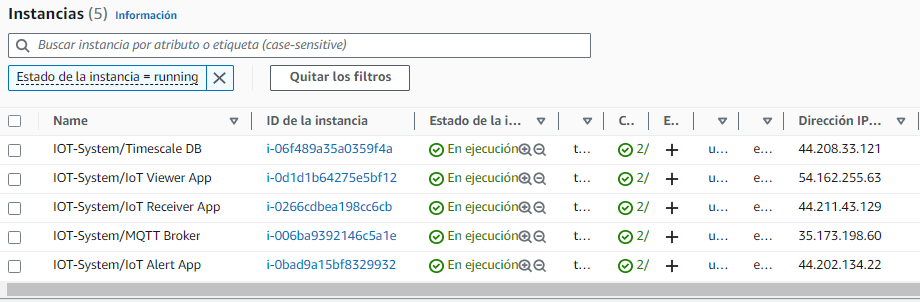 Instancias (5) Información
Buscar instancia por atributo o etiqueta (case-sensitive)
Estado de la instancia = running Quitar los filtros
Name ID de la instancia Estado de la i... C.. E.. Dirección IP...
IOT-System/Timescale DB i-06f489a35a0359f4a En ejecución t... 2/ u... e... 44.208.33.121
IOT-System/IoT Viewer App i-0d1d1b64275e5bf12 En ejecución t... 2/ u... e... 54.162.255.63
IOT-System/IoT Receiver App i-0266cdbea198cc6cb En ejecución t... 2/ u... e... 44.211.43.129
IOT-System/MQTT Broker i-006ba9392146c5a1e En ejecución t... 2/ u... e... 35.173.198.60
IOT-System/IoT Alert App i-0bad9a15bf8329932 En ejecución t... 2/ u... e... 44.202.134.22